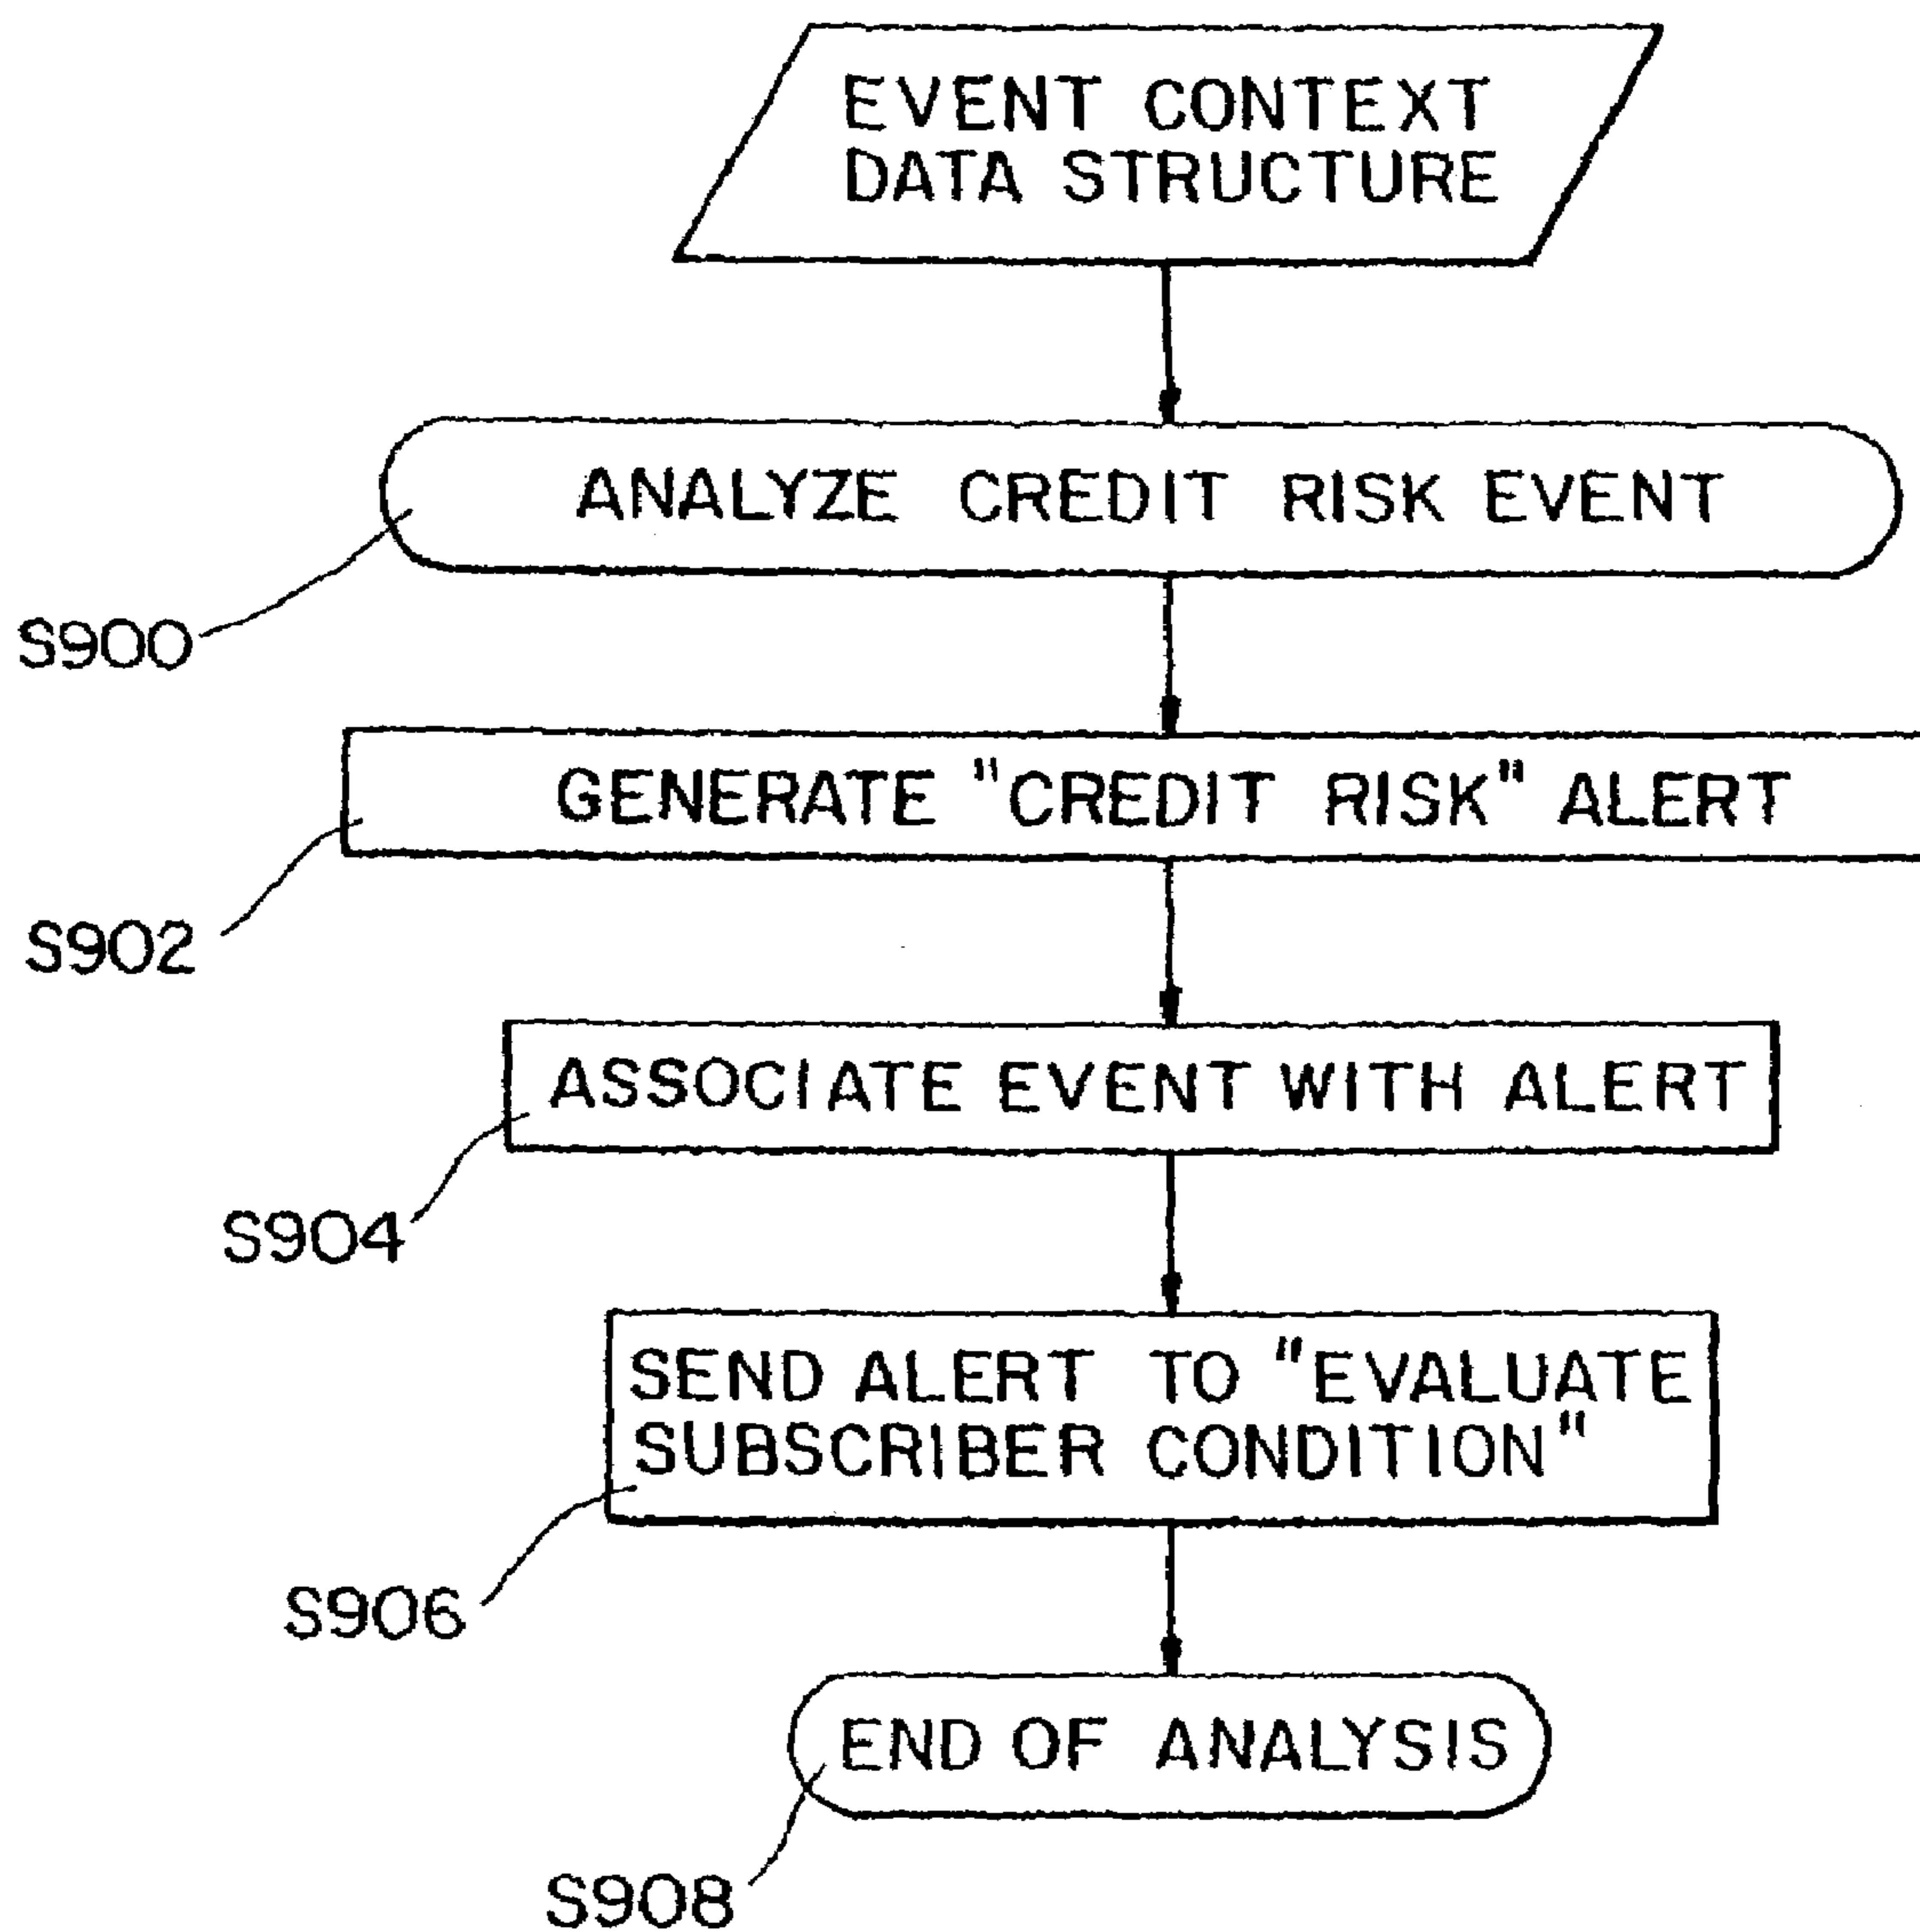 EVENT CONTEXT
DATA STRUCTURE
ANALYZE CREDIT RISK EVENT
S900
GENERATE "CREDIT RISK" ALERT
S902
ASSOCIATE EVENT WITH ALERT
S904
SEND ALERT TO "EVALUATE
SUBSCRIBER CONDITION"
S906
END OF ANALYSIS
S908